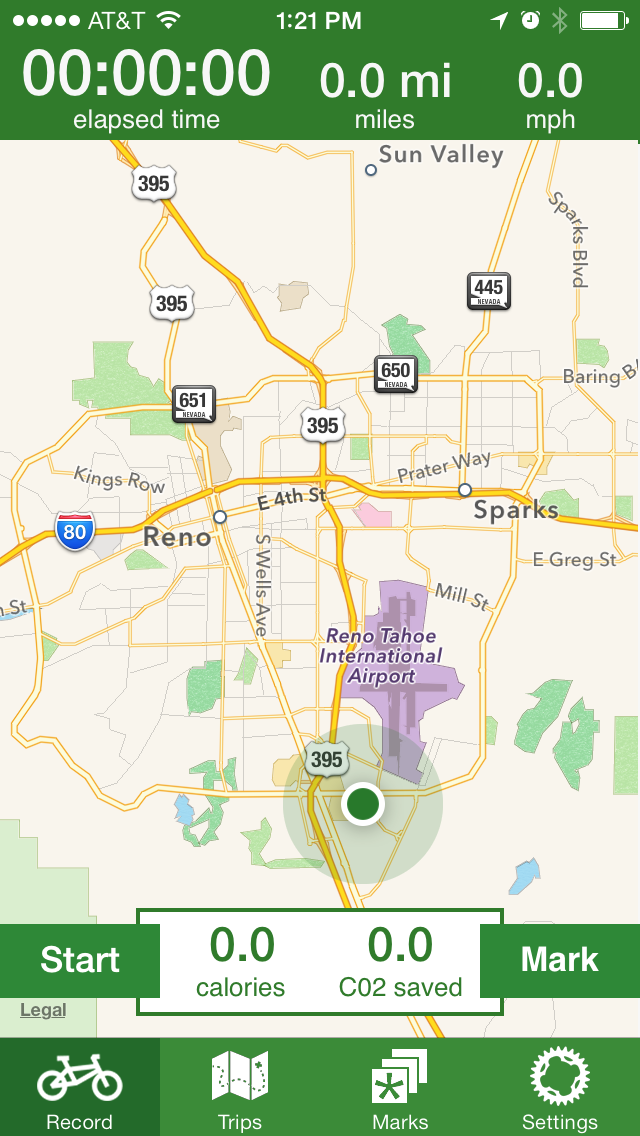 AT&T 1:21 PM
00:00:00 0.0 mi 0.0
elapsed time miles mph
Sun Valley
395
Sparks Blvd
445
NEVADA
395
650
NEVADA
Baring Bl
651
NEVADA
395
Prater Way
Kings Row
E 4th St
Sparks
80
Reno
S Wells Ave
E Greg St
Mill St
n St
Reno Tahoe
International
Airport
395
Start
0.0 0.0
calories C02 saved
Mark
Legal
Record Trips Marks Settings